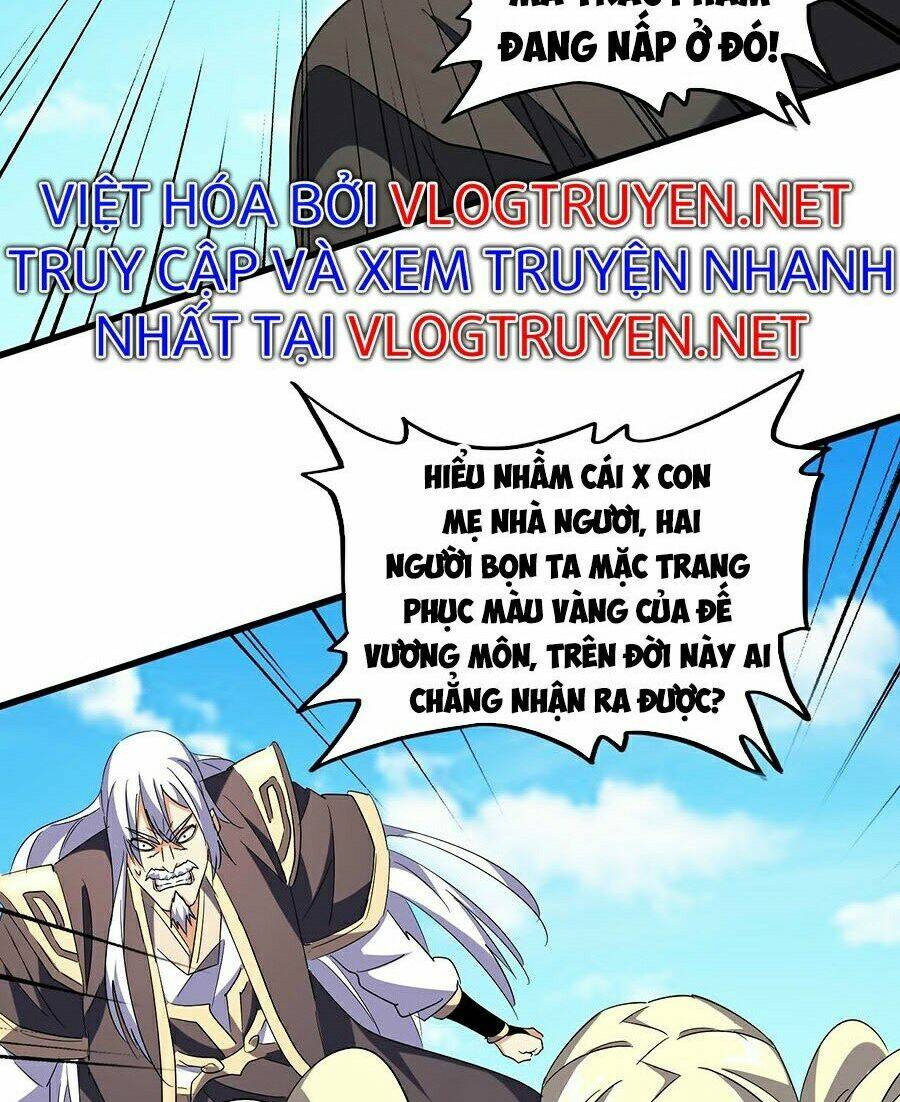 ĐANG NẤP Ở ĐÓ!
VIỆT HÓA BỞI VLOGTRUYEN.NET
TRUY CẬP VÀ XEM TRUYỆN NHANH
NHẤT TẠI VLOGTRUYEN.NET
HIỂU NHẦM CÁI X CON
MẸ NHÀ NGƯƠI, HAI
NGƯỜI BỌN TA MẶC TRANG
PHỤC MÀU VÀNG CỦA ĐẾ
VƯƠNG MÔN, TRÊN ĐỜI NÀY AI
CHẲNG NHẬN RA ĐƯỢC?